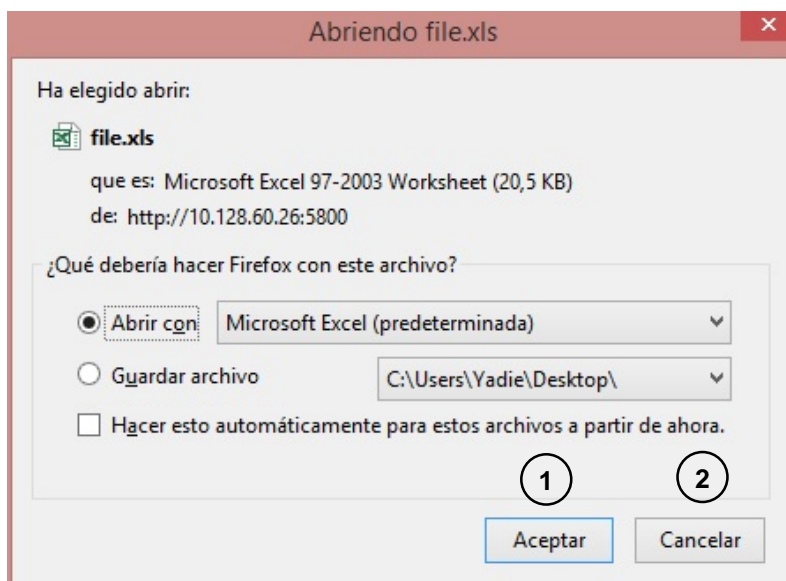 Abriendo file.xls
Ha elegido abrir:
file.xls
que es: Microsoft Excel 97-2003 Worksheet (20,5 KB)
de: http://10.128.60.26:5800
¿Qué debería hacer Firefox con este archivo?
Abrir con Microsoft Excel (predeterminada)
Guardar archivo C:\Users\Yadie\Desktop\
Hacer esto automáticamente para estos archivos a partir de ahora.
1 2
Aceptar Cancelar